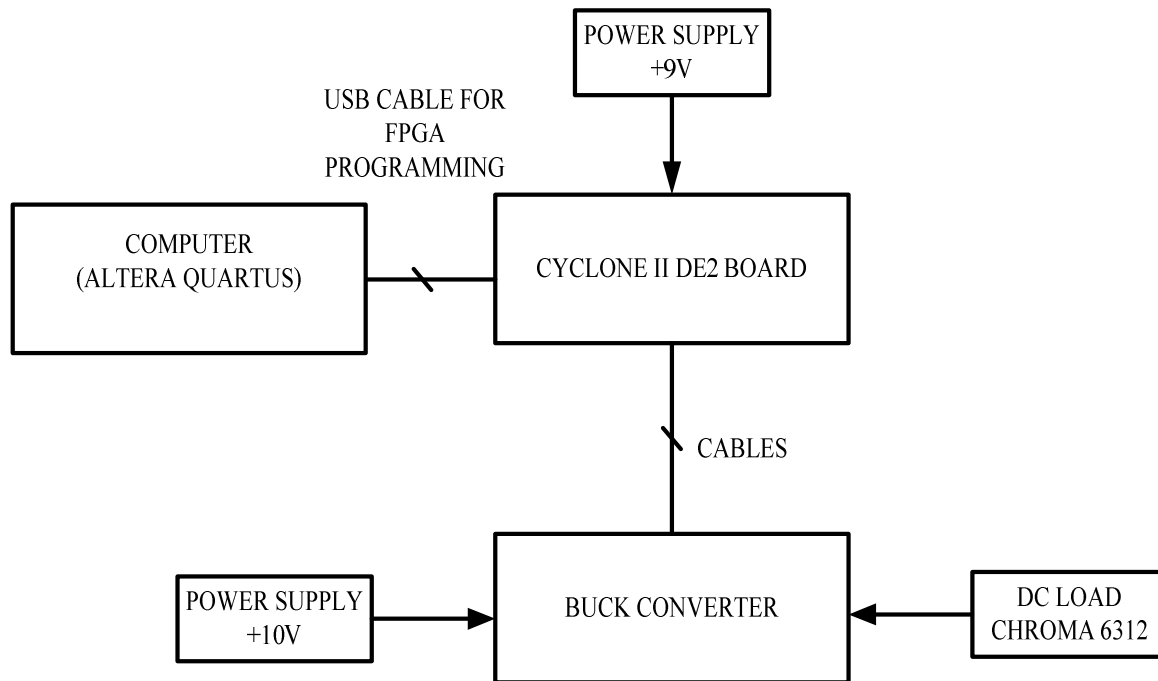 POWER SUPPLY
+9V
USB CABLE FOR
FPGA
PROGRAMMING
COMPUTER
(ALTERA QUARTUS)
CYCLONE II DE2 BOARD
CABLES
POWER SUPPLY
+10V
BUCK CONVERTER
DC LOAD
CHROMA 6312